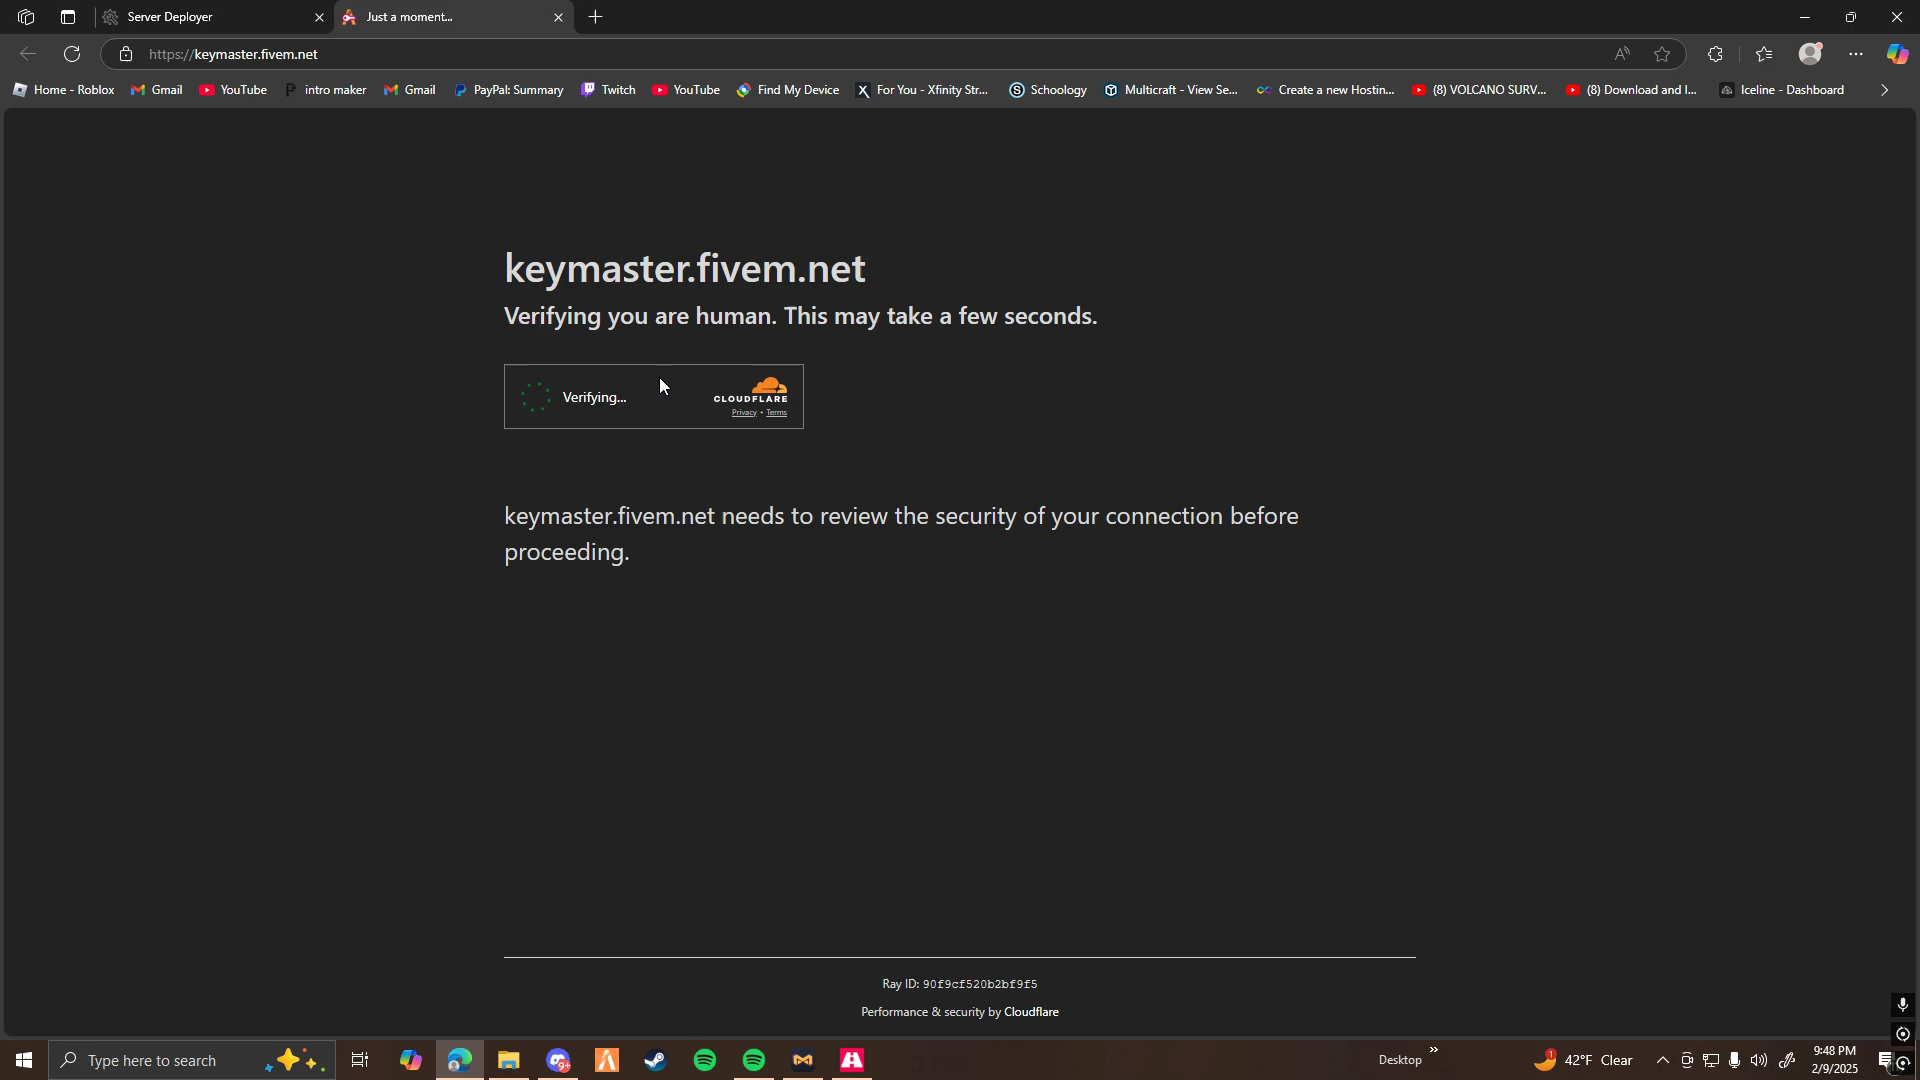 Server Deployer
Just a moment...
https://keymaster.fivem.net
Home - Roblox
Gmail
YouTube
intro maker
Gmail
PayPal: Summary
Twitch
YouTube
Find My Device
For You - Xfinity Str...
Schoology
Multicraft - View Se...
Create a new Hostin...
(8) VOLCANO SURV...
(8) Download and I...
Iceline - Dashboard
keymaster.fivem.net
Verifying you are human. This may take a few seconds.
Verifying...
CLOUDFLARE
Privacy • Terms
keymaster.fivem.net needs to review the security of your connection before
proceeding.
Ray ID: 90f9cf520b2bf9f5
Performance & security by Cloudflare
Type here to search
9+
Desktop
1
42°F Clear
9:48 PM
2/9/2025